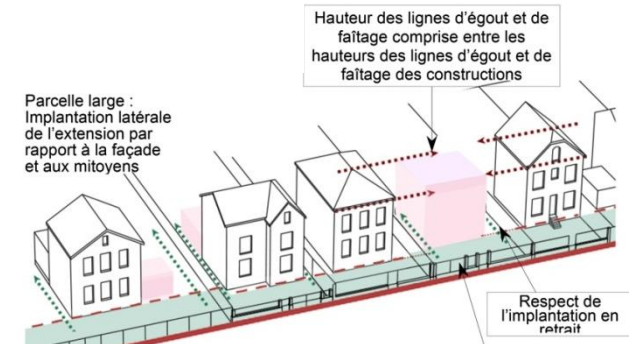 Hauteur des lignes d'égout et de
faîtage comprise entre les
hauteurs des lignes d'égout et de
faîtage des constructions
Parcelle large :
Implantation latérale
de l'extension par
rapport à la façade
et aux mitoyens
Respect de
l'implantation en
retrait